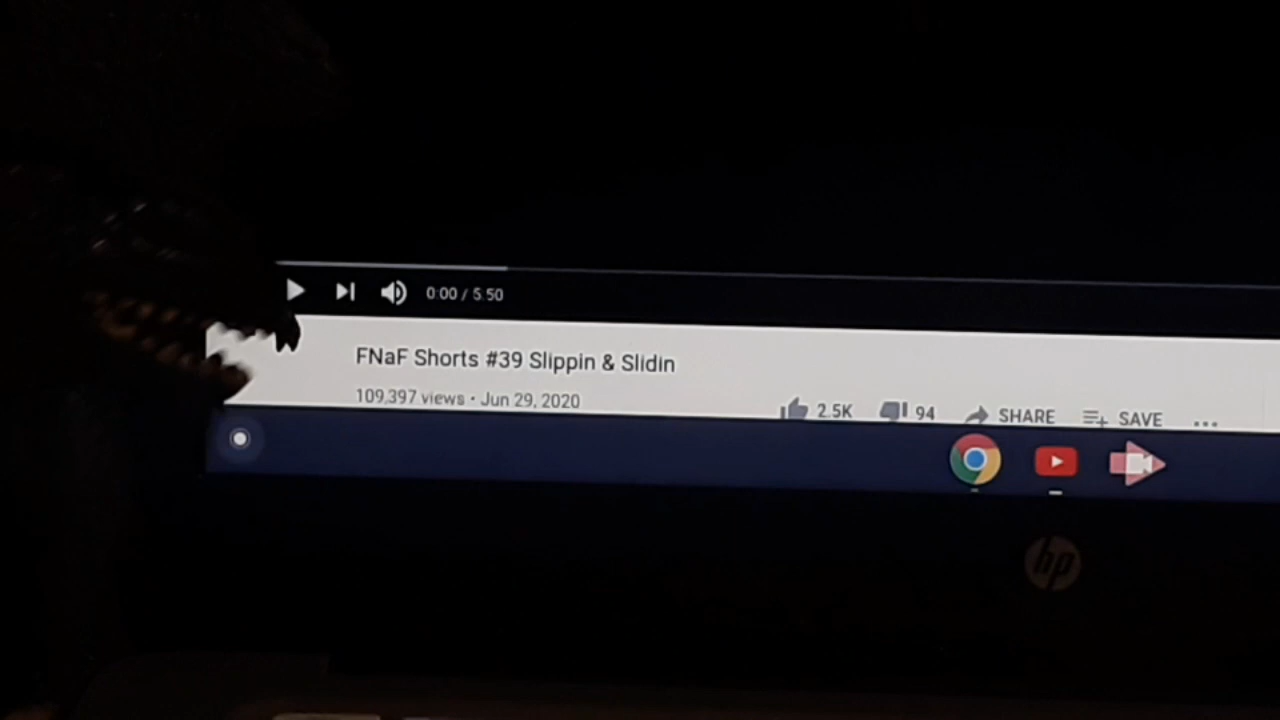 0:00 / 5:50
FNaF Shorts #39 Slippin & Slidin
109,397 views • Jun 29, 2020
2.5K 94 SHARE SAVE
hp